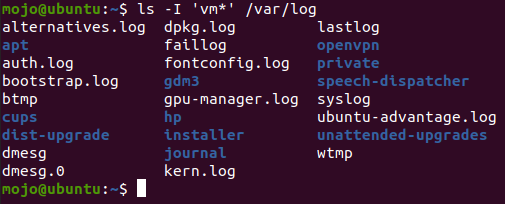 mojo@ubuntu:~$ ls -I 'vm*' /var/log
alternatives.log  dpkg.log         lastlog
apt               faillog          openvpn
auth.log          fontconfig.log   private
bootstrap.log     gdm3             speech-dispatcher
btmp              gpu-manager.log  syslog
cups              hp               ubuntu-advantage.log
dist-upgrade      installer        unattended-upgrades
dmesg             journal          wtmp
dmesg.0           kern.log
mojo@ubuntu:~$